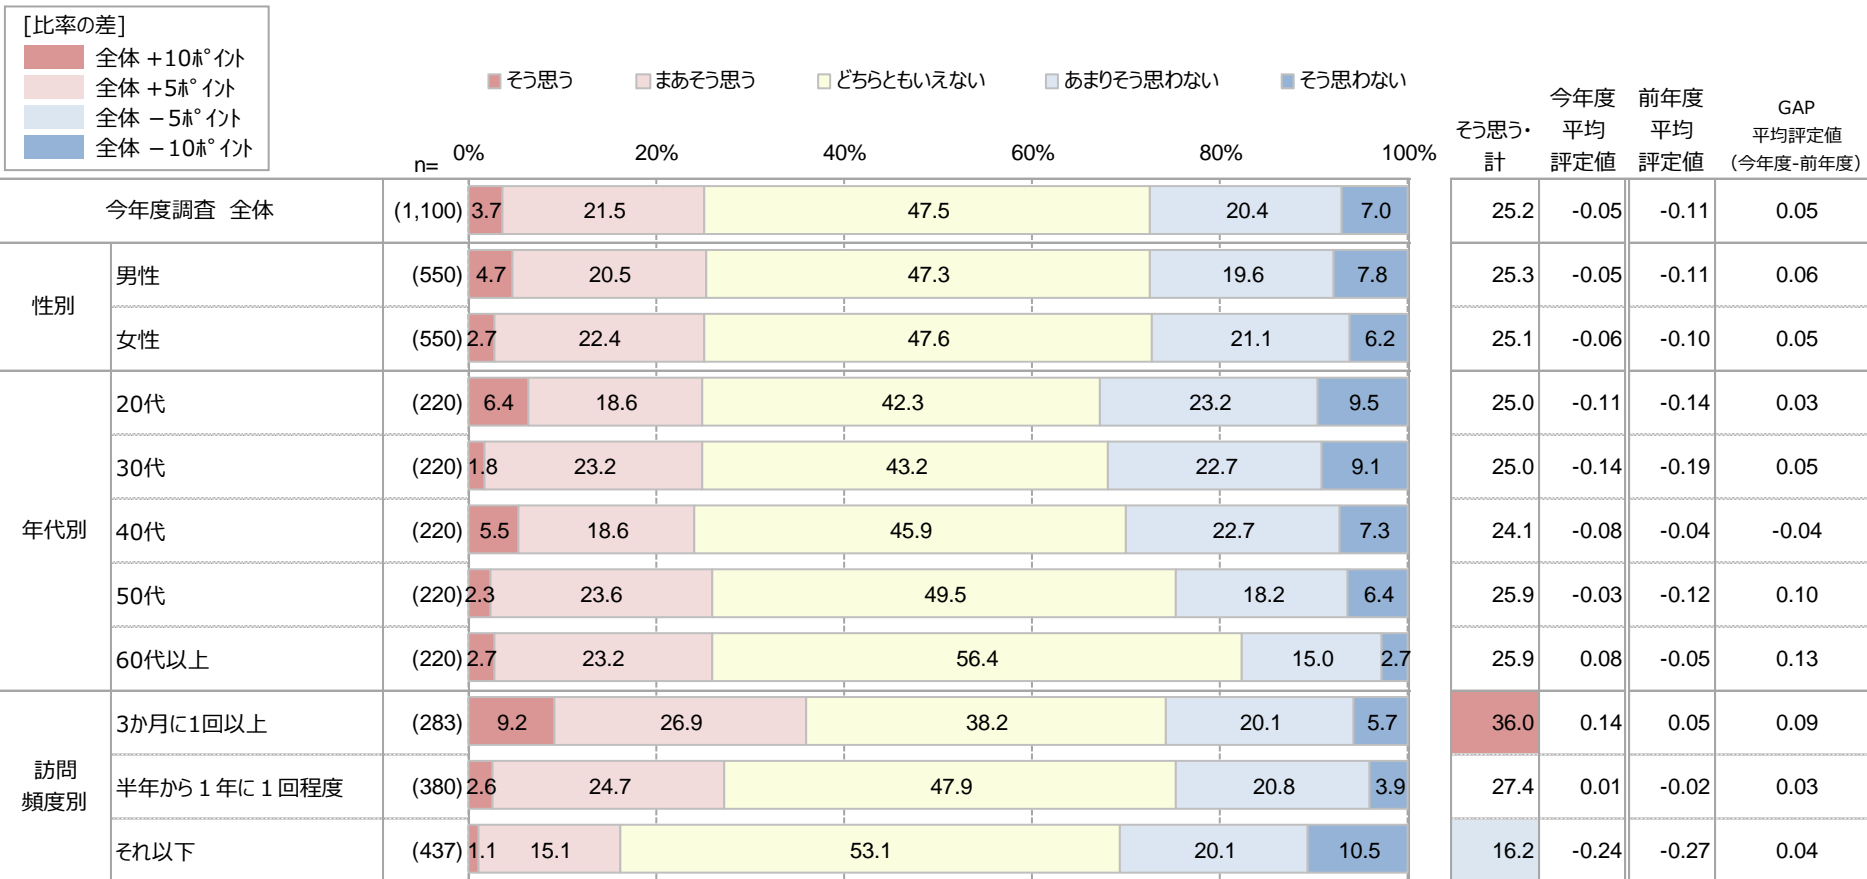 [比率の差]
全体 +10ﾎﾟｲﾝﾄ
全体 +5ﾎﾟｲﾝﾄ
全体 －5ﾎﾟｲﾝﾄ
全体 －10ﾎﾟｲﾝﾄ
そう思う まあそう思う どちらともいえない あまりそう思わない そう思わない
n= 0% 20% 40% 60% 80% 100%
そう思う・計 今年度平均評定値 前年度平均評定値 GAP平均評定値(今年度-前年度)
今年度調査 全体 (1,100) 3.7 21.5 47.5 20.4 7.0 25.2 -0.05 -0.11 0.05
性別
男性 (550) 4.7 20.5 47.3 19.6 7.8 25.3 -0.05 -0.11 0.06
女性 (550) 2.7 22.4 47.6 21.1 6.2 25.1 -0.06 -0.10 0.05
年代別
20代 (220) 6.4 18.6 42.3 23.2 9.5 25.0 -0.11 -0.14 0.03
30代 (220) 1.8 23.2 43.2 22.7 9.1 25.0 -0.14 -0.19 0.05
40代 (220) 5.5 18.6 45.9 22.7 7.3 24.1 -0.08 -0.04 -0.04
50代 (220) 2.3 23.6 49.5 18.2 6.4 25.9 -0.03 -0.12 0.10
60代以上 (220) 2.7 23.2 56.4 15.0 2.7 25.9 0.08 -0.05 0.13
訪問
頻度別
3か月に1回以上 (283) 9.2 26.9 38.2 20.1 5.7 36.0 0.14 0.05 0.09
半年から１年に１回程度 (380) 2.6 24.7 47.9 20.8 3.9 27.4 0.01 -0.02 0.03
それ以下 (437) 1.1 15.1 53.1 20.1 10.5 16.2 -0.24 -0.27 0.04